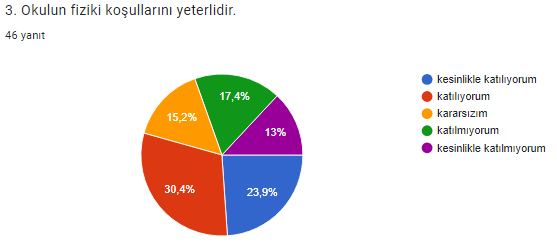 3. Okulun fiziki koşullarını yeterlidir.
46 yanıt
kesinlikle katılıyorum
katılıyorum
kararsızım
katılmıyorum
kesinlikle katılmıyorum
17,4%
13%
15,2%
30,4%
23,9%